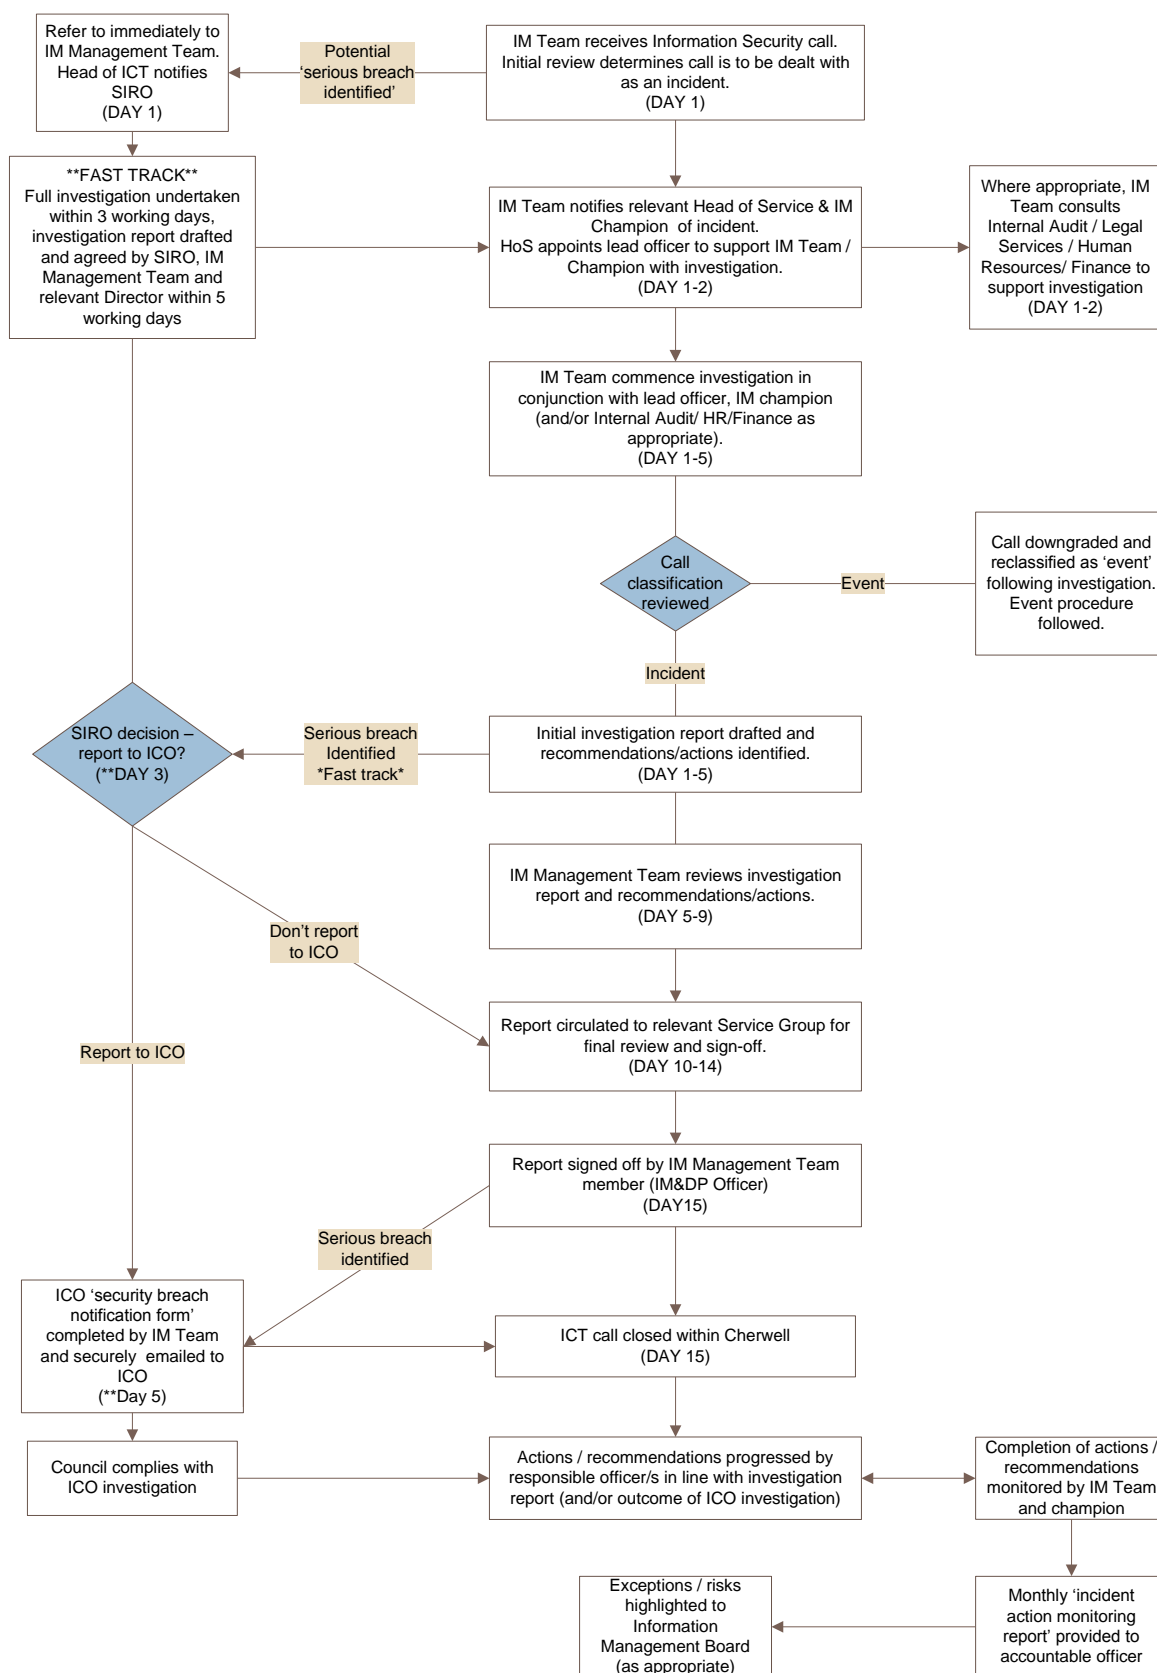 Refer to immediately to
IM Management Team.
Head of ICT notifies
SIRO
(DAY 1)
Potential
‘serious breach
identified’
IM Team receives Information Security call.
Initial review determines call is to be dealt with
as an incident.
(DAY 1)
**FAST TRACK**
Full investigation undertaken
within 3 working days,
investigation report drafted
and agreed by SIRO, IM
Management Team and
relevant Director within 5
working days
IM Team notifies relevant Head of Service & IM
Champion of incident.
HoS appoints lead officer to support IM Team /
Champion with investigation.
(DAY 1-2)
Where appropriate, IM
Team consults
Internal Audit / Legal
Services / Human
Resources/ Finance to
support investigation
(DAY 1-2)
IM Team commence investigation in
conjunction with lead officer, IM champion
(and/or Internal Audit/ HR/Finance as
appropriate).
(DAY 1-5)
Call
classification
reviewed
Event
Call downgraded and
reclassified as ‘event’
following investigation.
Event procedure
followed.
Incident
SIRO decision –
report to ICO?
(**DAY 3)
Serious breach
Identified
*Fast track*
Initial investigation report drafted and
recommendations/actions identified.
(DAY 1-5)
IM Management Team reviews investigation
report and recommendations/actions.
(DAY 5-9)
Don’t report
to ICO
Report circulated to relevant Service Group for
final review and sign-off.
(DAY 10-14)
Report to ICO
Report signed off by IM Management Team
member (IM&DP Officer)
(DAY15)
Serious breach
identified
ICO ‘security breach
notification form’
completed by IM Team
and securely emailed to
ICO
(**Day 5)
ICT call closed within Cherwell
(DAY 15)
Council complies with
ICO investigation
Actions / recommendations progressed by
responsible officer/s in line with investigation
report (and/or outcome of ICO investigation)
Completion of actions /
recommendations
monitored by IM Team
and champion
Exceptions / risks
highlighted to
Information
Management Board
(as appropriate)
Monthly ‘incident
action monitoring
report’ provided to
accountable officer